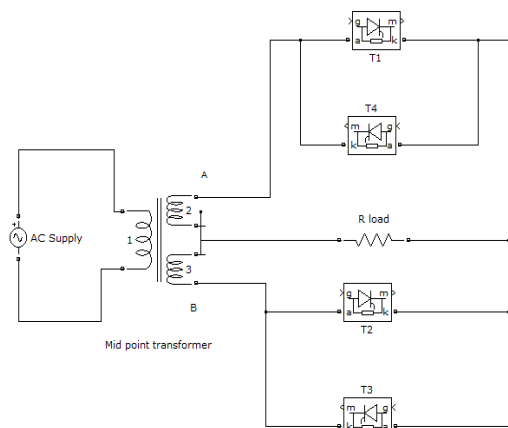 g m
a k
T1
T4
m g
k a
A
2
R load
+
AC Supply
1
3
g m
a k
T2
B
Mid point transformer
T3
m g
k a